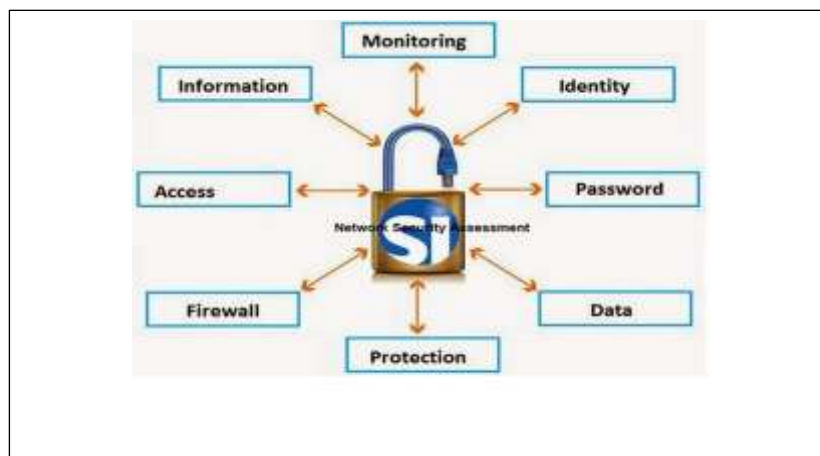 Monitoring
Information
Identity
Access
Password
Network Security Assessment
Si
Firewall
Data
Protection